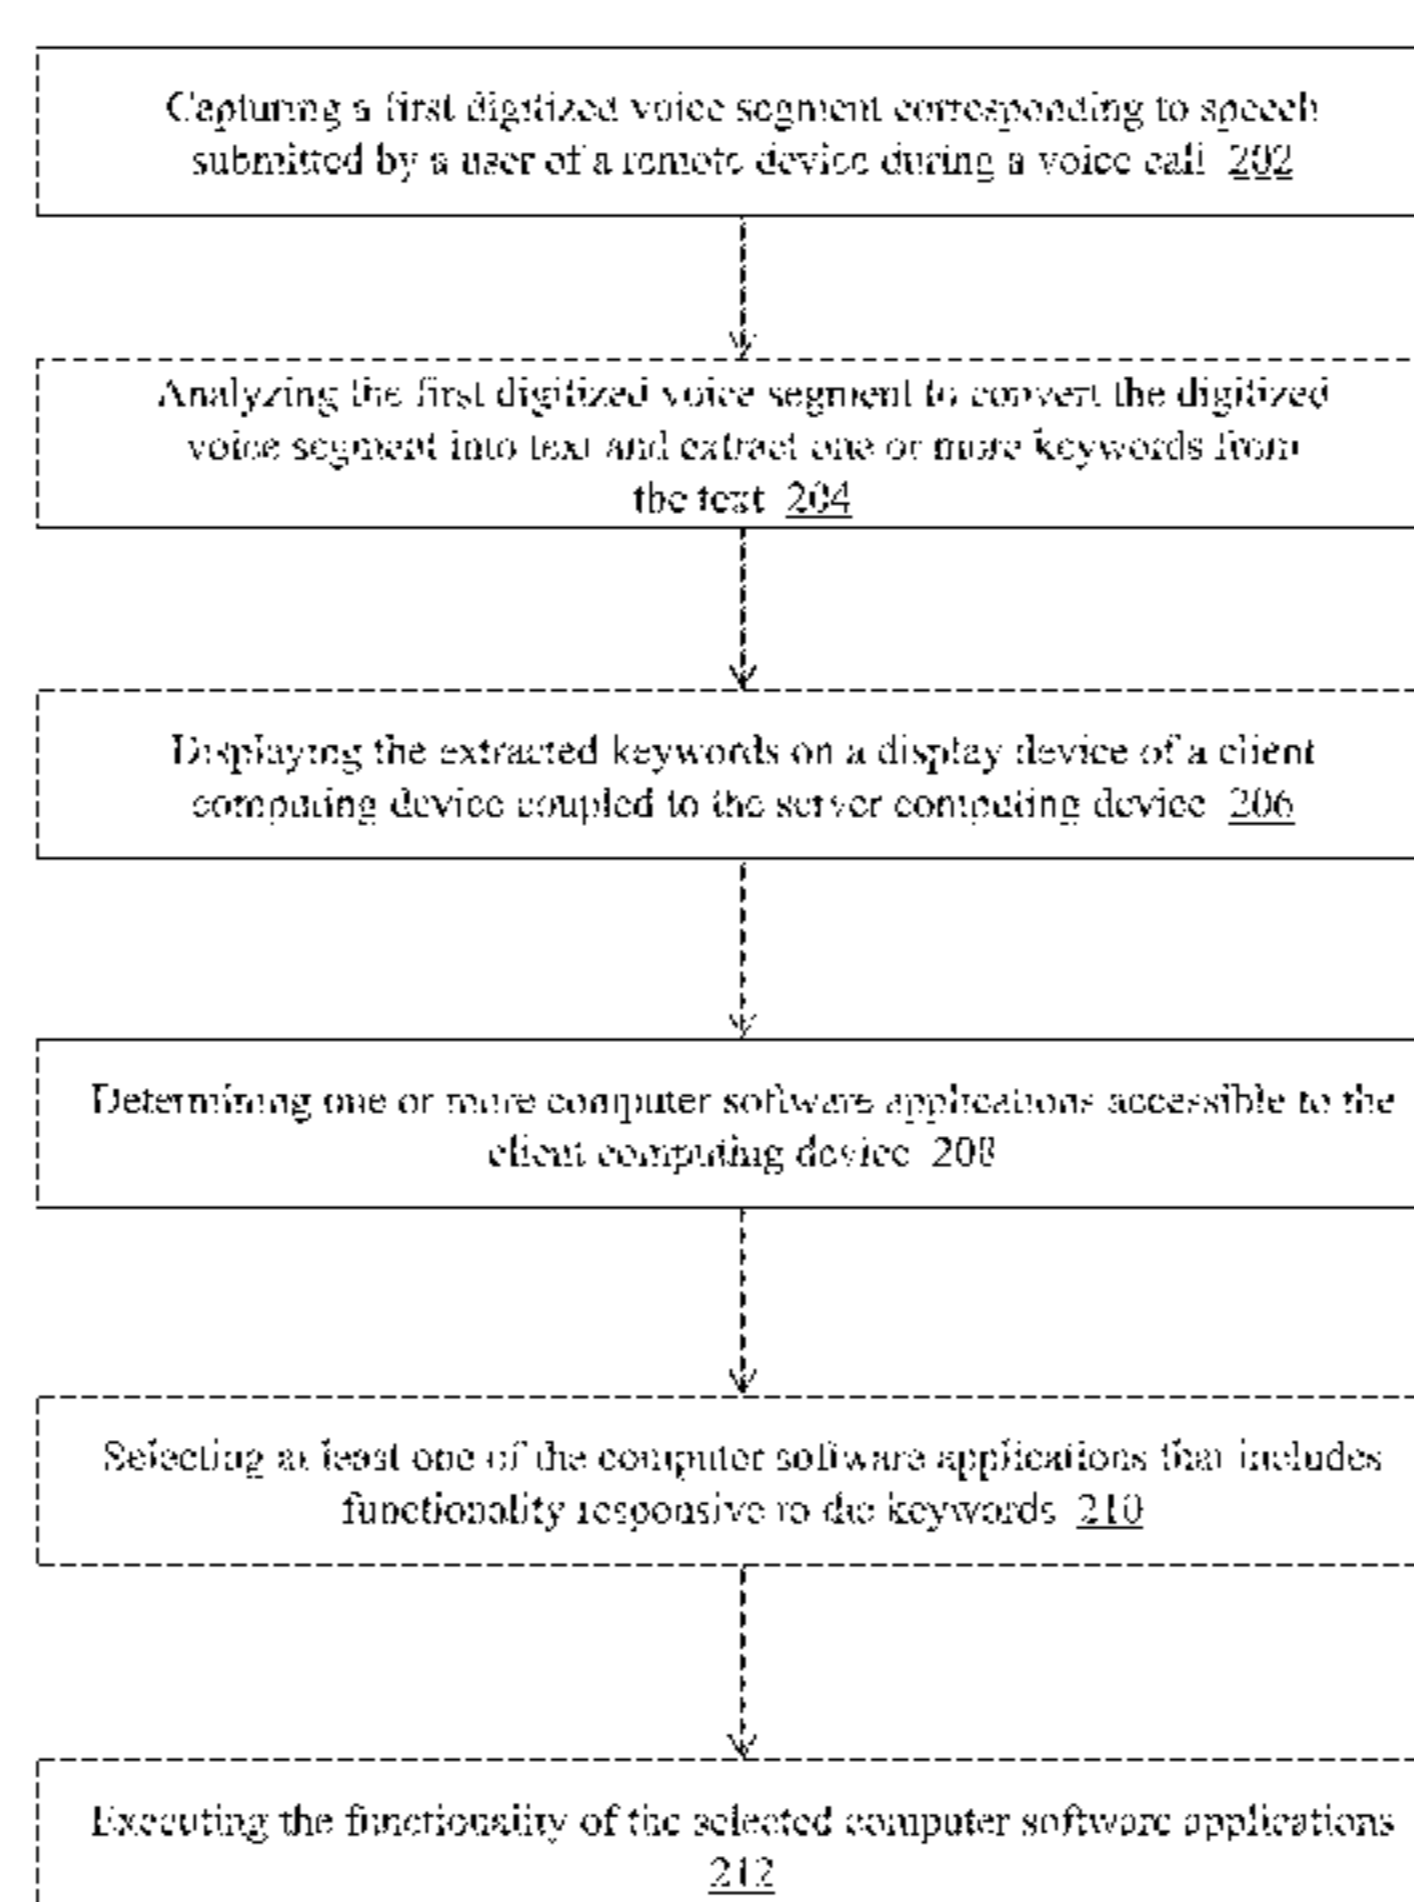 Capturing a first digitized voice segment corresponding to speech
submitted by a user of a remote device during a voice call 202
Analyzing the first digitized voice segment to convert the digitized
voice segment into text and extract one or more keywords from
the text 204
Displaying the extracted keywords on a display device of a client
computing device coupled to the server computing device 206
Determining one or more computer software applications accessible to the
client computing device 208
Selecting at least one of the computer software applications that includes
functionality responsive to the keywords 210
Executing the functionality of the selected computer software applications
212